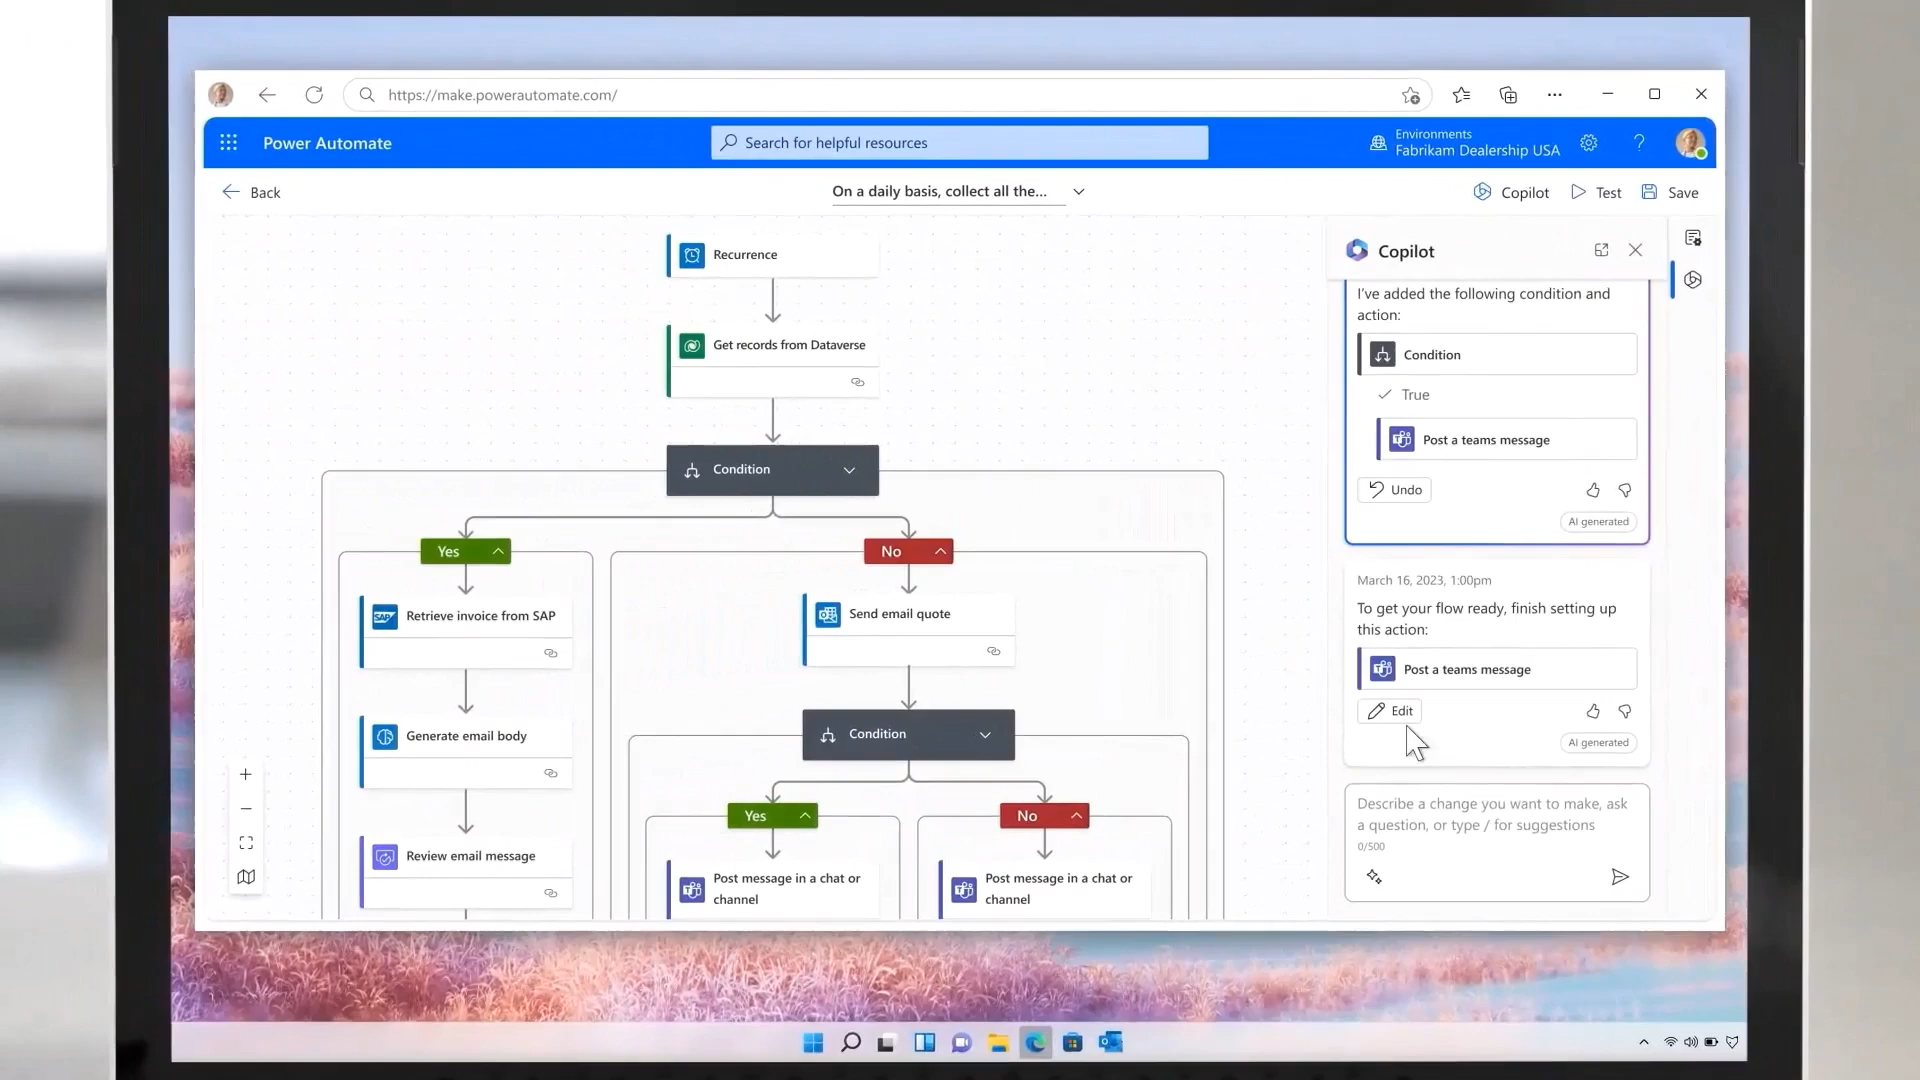 https://make.powerautomate.com/
Power Automate
Search for helpful resources
Environments
Fabrikam Dealership USA
?
Back
On a daily basis, collect all the...
Copilot
Test
Save
Recurrence
Get records from Dataverse
Condition
Yes
No
SAP
Retrieve invoice from SAP
Send email quote
Generate email body
Condition
Yes
No
Review email message
Post message in a chat or
channel
Post message in a chat or
channel
Copilot
I've added the following condition and
action:
Condition
True
Post a teams message
Undo
AI generated
March 16, 2023, 1:00pm
To get your flow ready, finish setting up
this action:
Post a teams message
Edit
AI generated
Describe a change you want to make, ask
a question, or type / for suggestions
0/500